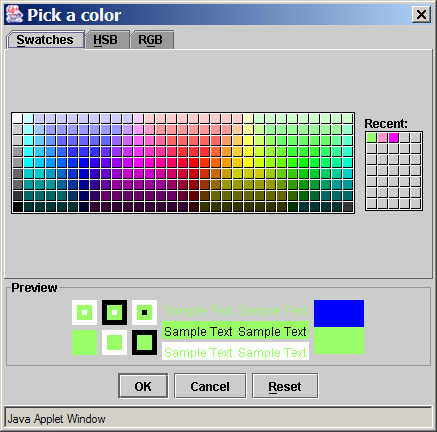 Pick a color
Swatches HSB RGB
Recent:
Preview
Sample Text Sample Text
Sample Text Sample Text
Sample Text Sample Text
OK Cancel Reset
Java Applet Window